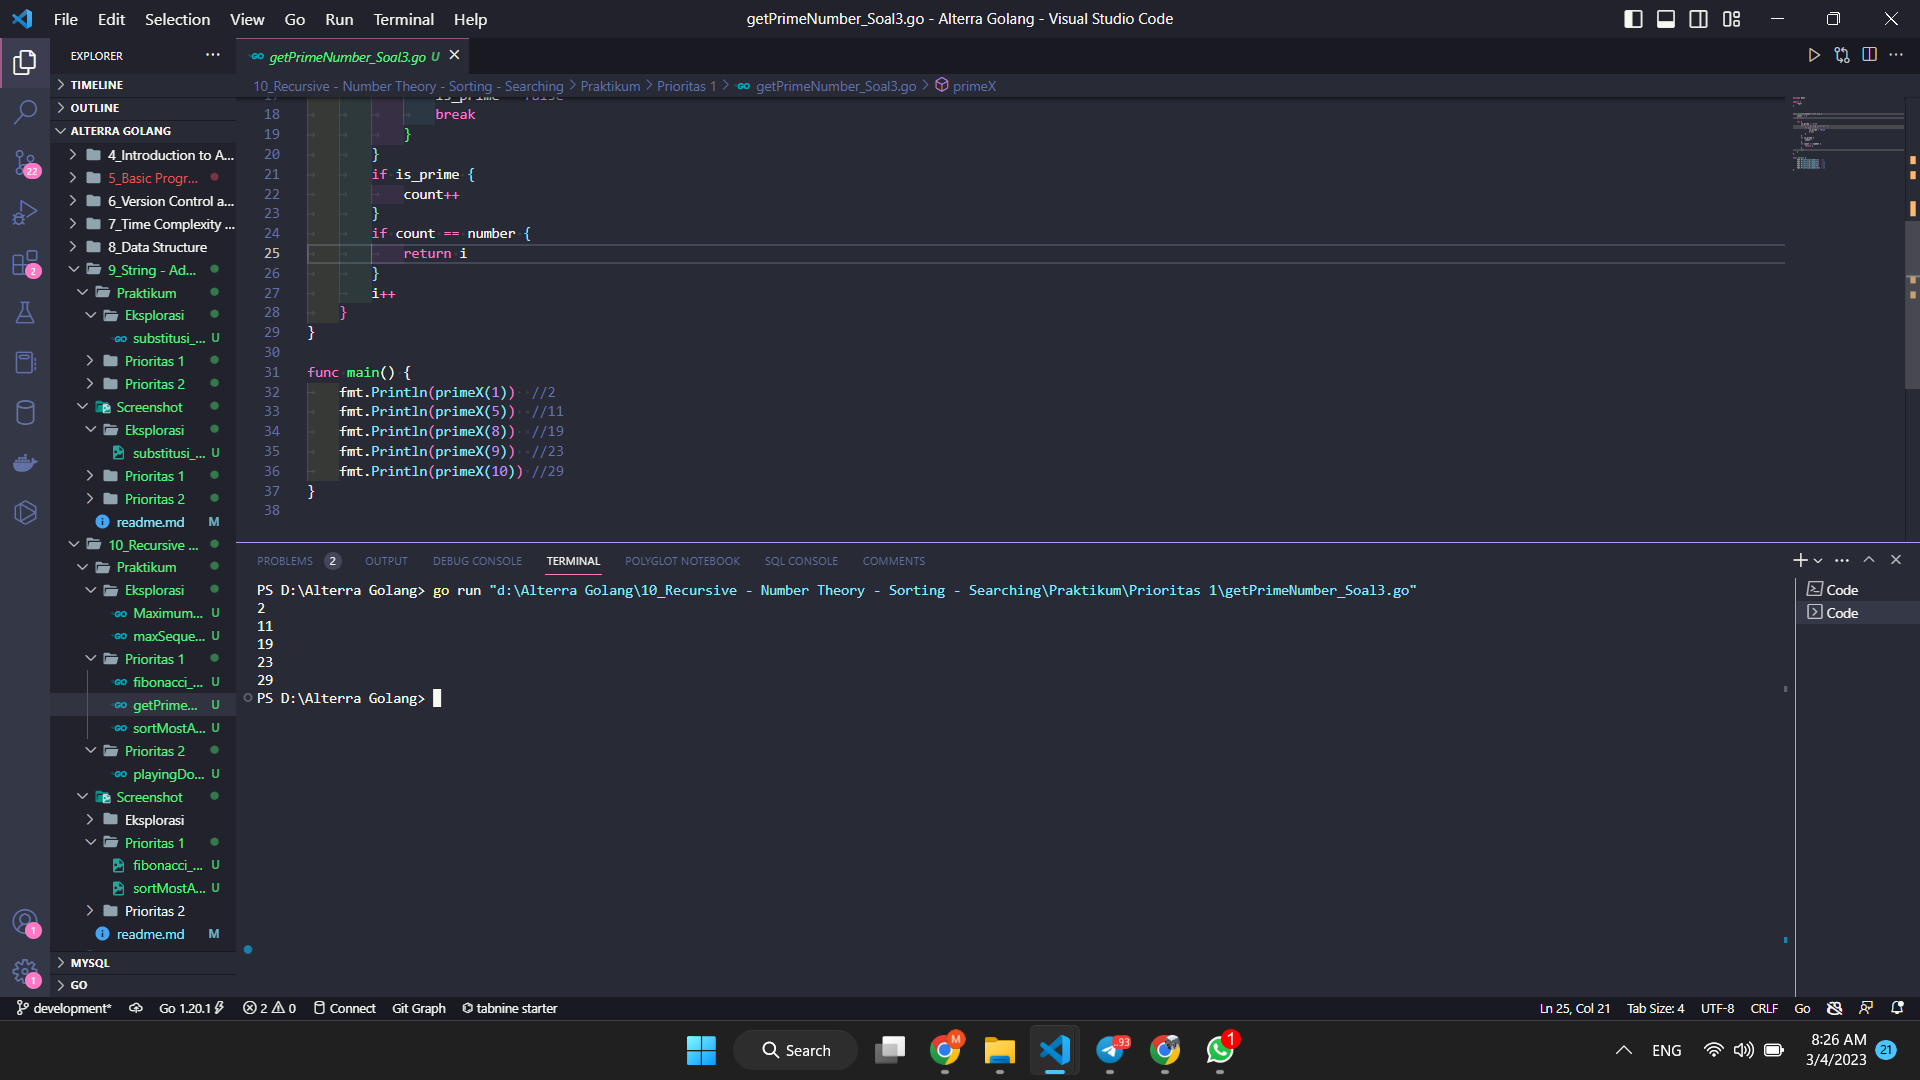 File Edit Selection View Go Run Terminal Help
getPrimeNumber_Soal3.go - Alterra Golang - Visual Studio Code
EXPLORER
TIMELINE
OUTLINE
ALTERRA GOLANG
4_Introduction to A...
5_Basic Progr...
6_Version Control a...
7_Time Complexity ...
8_Data Structure
9_String - Ad...
Praktikum
Eksplorasi
substitusi_... U
Prioritas 1
Prioritas 2
Screenshot
Eksplorasi
substitusi_... U
Prioritas 1
Prioritas 2
readme.md M
10_Recursive ...
Praktikum
Eksplorasi
Maximum... U
maxSeque... U
Prioritas 1
fibonacci_... U
getPrime... U
sortMostA... U
Prioritas 2
playingDo... U
Screenshot
Eksplorasi
Prioritas 1
fibonacci_... U
sortMostA... U
Prioritas 2
readme.md M
MYSQL
GO
22
2
1
1
getPrimeNumber_Soal3.go U
10_Recursive - Number Theory - Sorting - Searching > Praktikum > Prioritas 1 > getPrimeNumber_Soal3.go > primeX
18 break
19 }
20 }
21 if is_prime {
22 count++
23 }
24 if count == number {
25 return i
26 }
27 i++
28 }
29 }
30
31 func main() {
32 fmt.Println(primeX(1)) //2
33 fmt.Println(primeX(5)) //11
34 fmt.Println(primeX(8)) //19
35 fmt.Println(primeX(9)) //23
36 fmt.Println(primeX(10)) //29
37 }
38
PROBLEMS 2 OUTPUT DEBUG CONSOLE TERMINAL POLYGLOT NOTEBOOK SQL CONSOLE COMMENTS
PS D:\Alterra Golang> go run "d:\Alterra Golang\10_Recursive - Number Theory - Sorting - Searching\Praktikum\Prioritas 1\getPrimeNumber_Soal3.go"
2
11
19
23
29
PS D:\Alterra Golang>
Code
Code
development* Go 1.20.1 2 0 Connect Git Graph tabnine starter
Ln 25, Col 21 Tab Size: 4 UTF-8 CRLF Go
Search
M
93
1
ENG
8:26 AM
3/4/2023
21